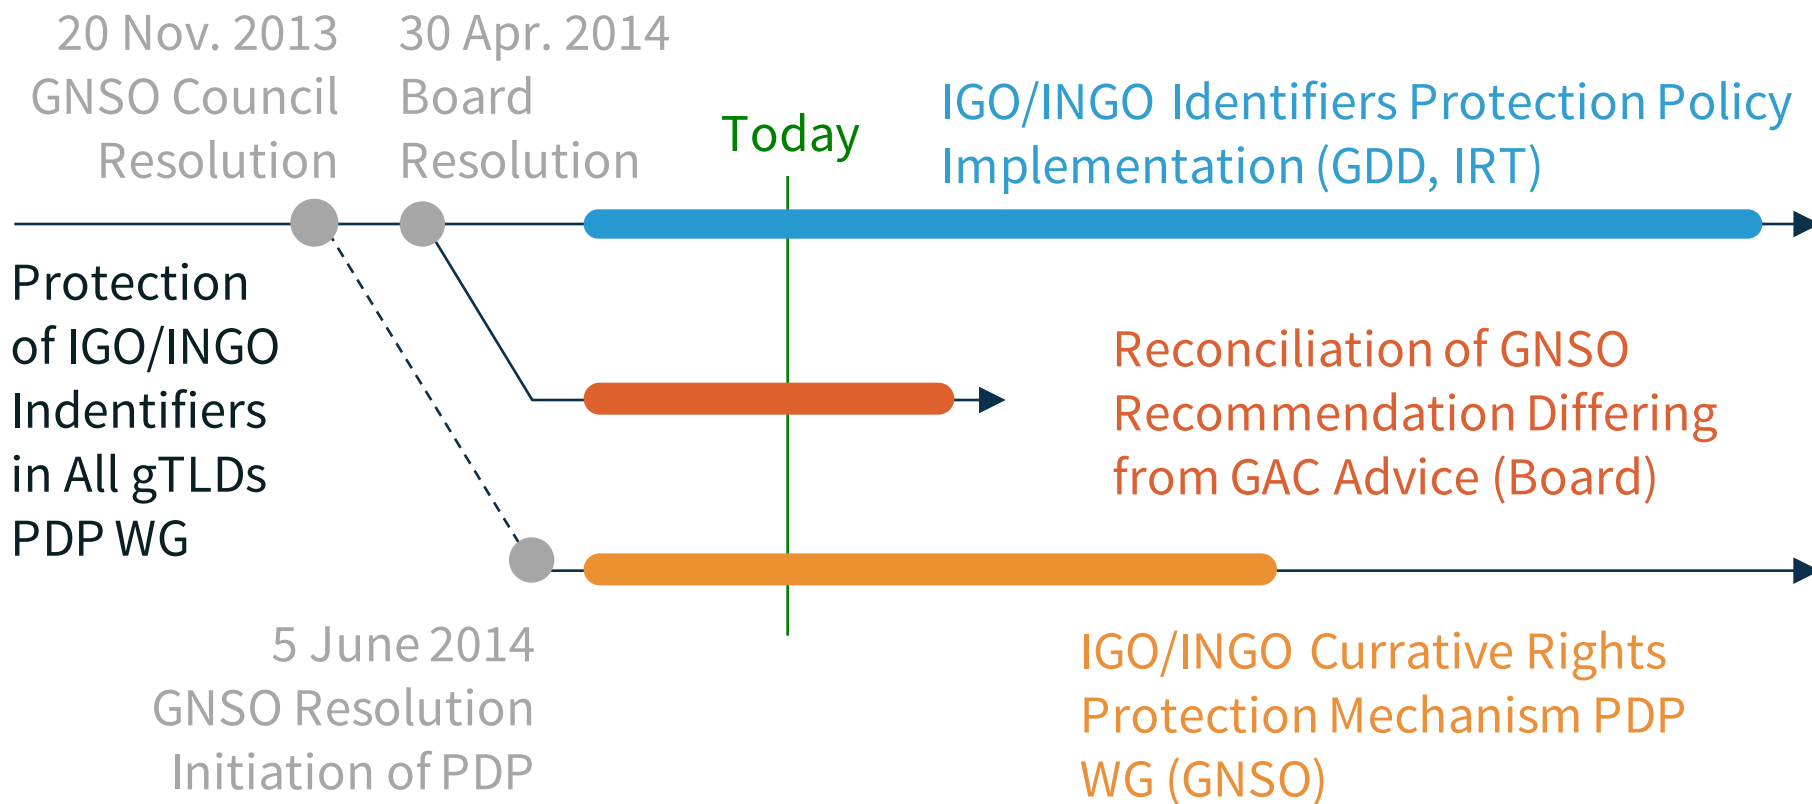 20 Nov. 2013
GNSO Council
Resolution
30 Apr. 2014
Board
Resolution
Today
IGO/INGO Identifiers Protection Policy
Implementation (GDD, IRT)
Protection
of IGO/INGO
Indentifiers
in All gTLDs
PDP WG
Reconciliation of GNSO
Recommendation Differing
from GAC Advice (Board)
5 June 2014
GNSO Resolution
Initiation of PDP
IGO/INGO Currative Rights
Protection Mechanism PDP
WG (GNSO)